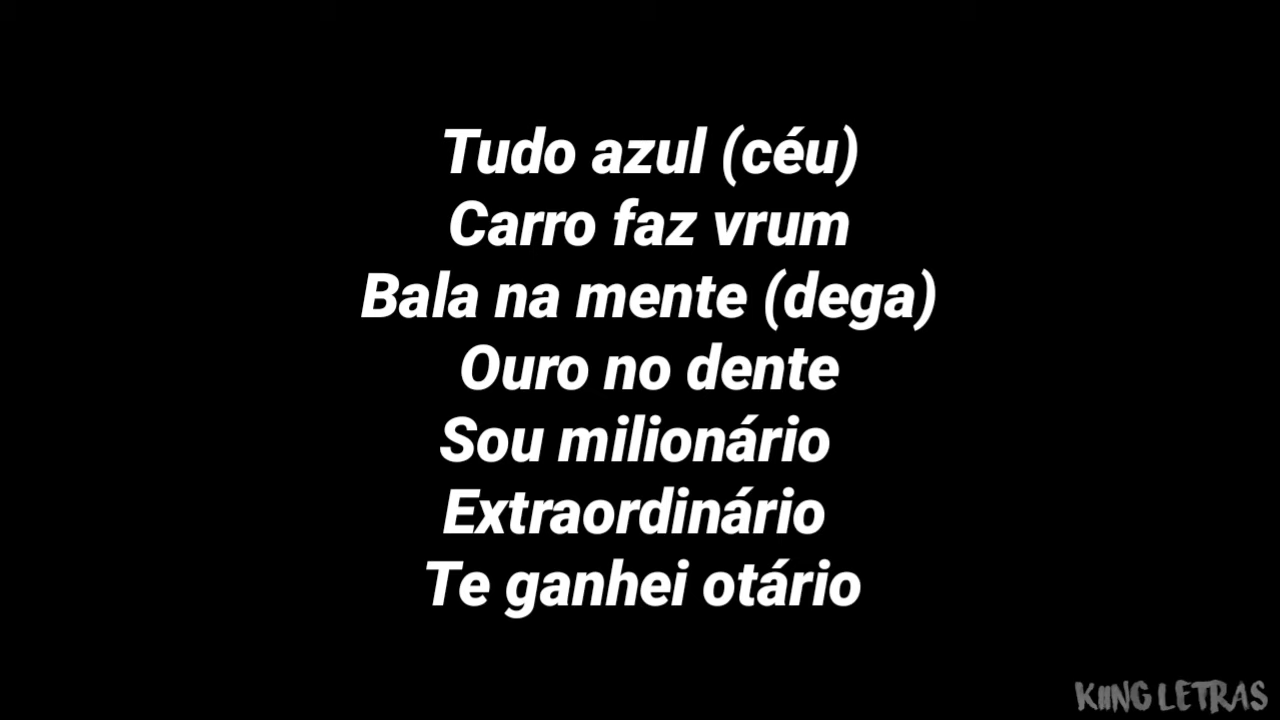 Tudo azul (céu)
Carro faz vrum
Bala na mente (dega)
Ouro no dente
Sou milionário
Extraordinário
Te ganhei otário
KIING LETRAS